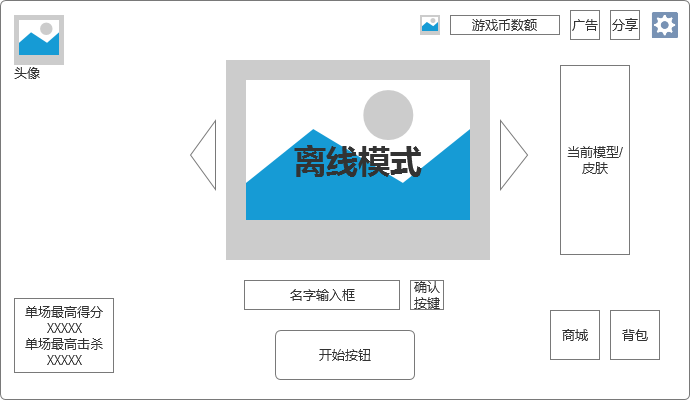 头像
游戏币数额
广告
分享
离线模式
当前模型/
皮肤
名字输入框
确认
按键
单场最高得分
XXXXX
单场最高击杀
XXXXX
开始按钮
商城
背包